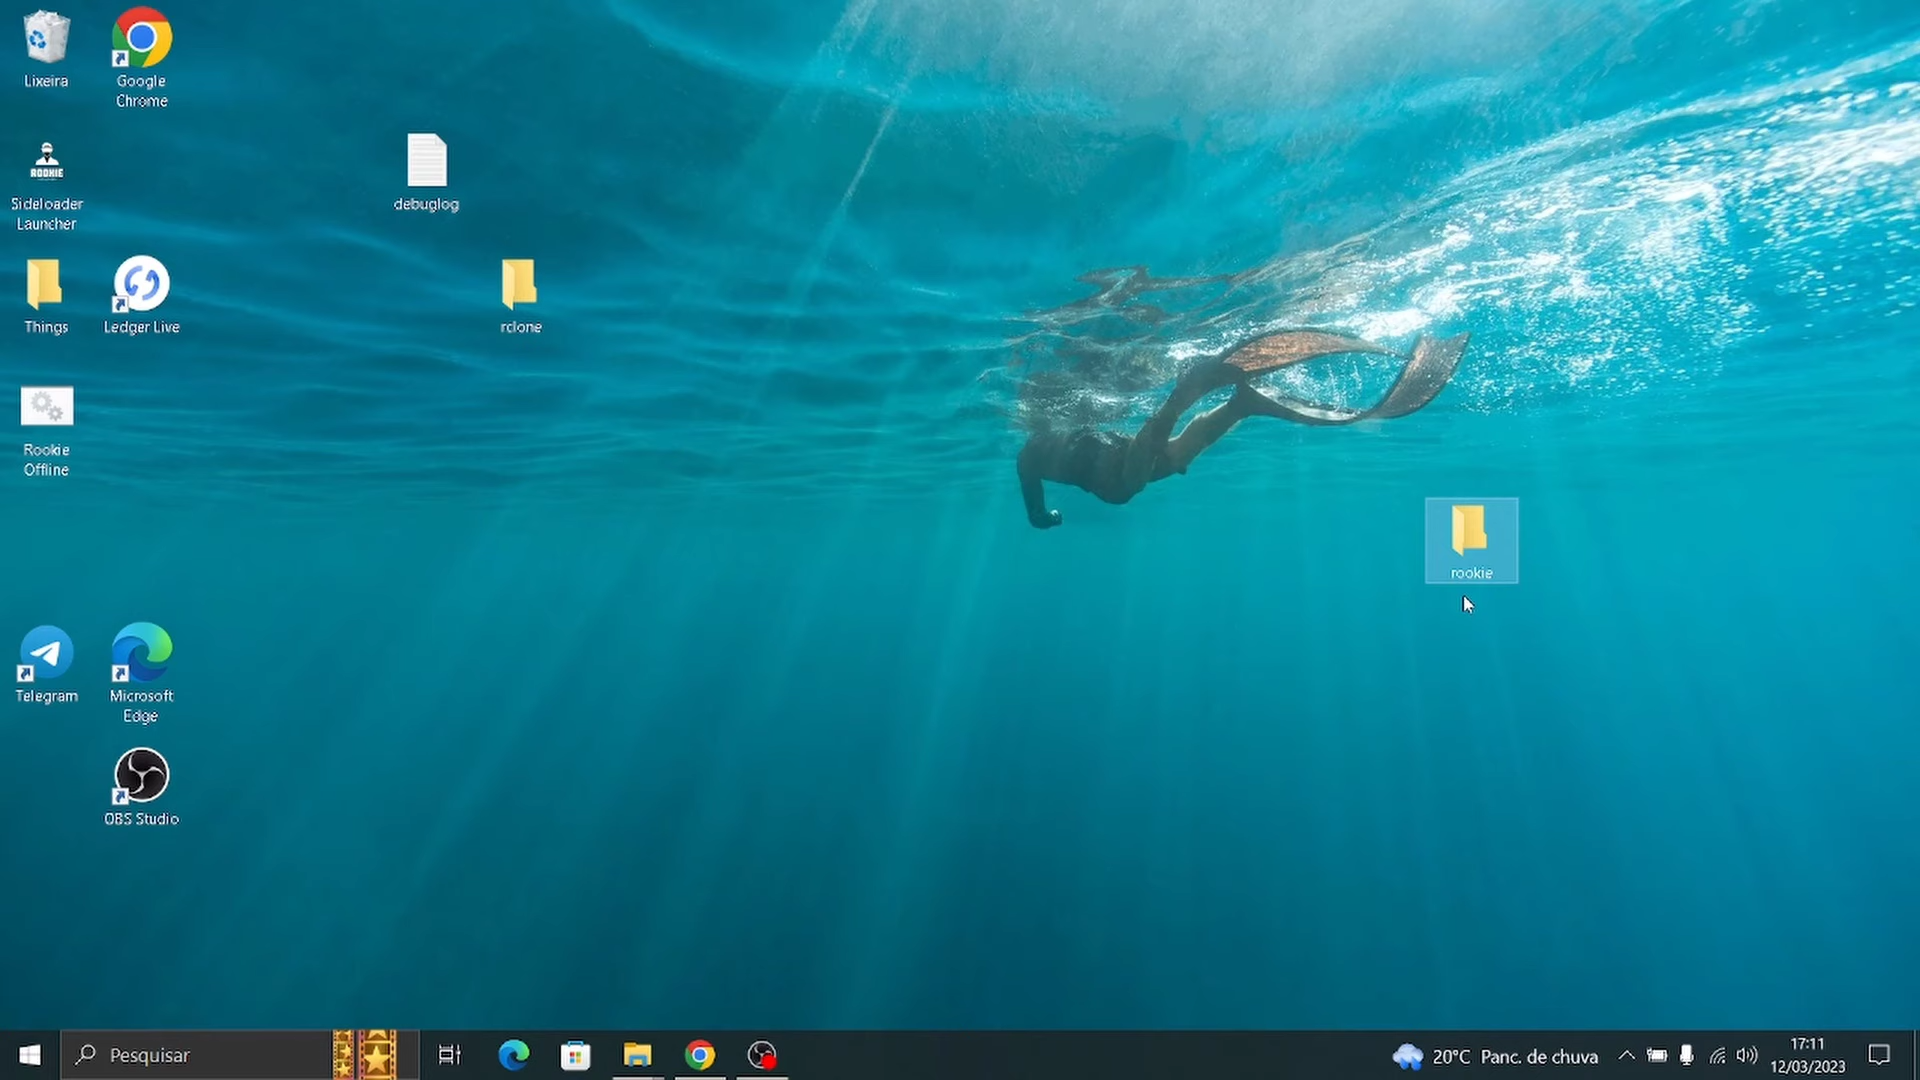 Lixeira
Google
Chrome
ROOKIE
Sideloader
Launcher
debuglog
Things
Ledger Live
rclone
Rookie
Offline
rookie
Telegram
Microsoft
Edge
OBS Studio
Pesquisar
20°C Panc. de chuva
17:11
12/03/2023